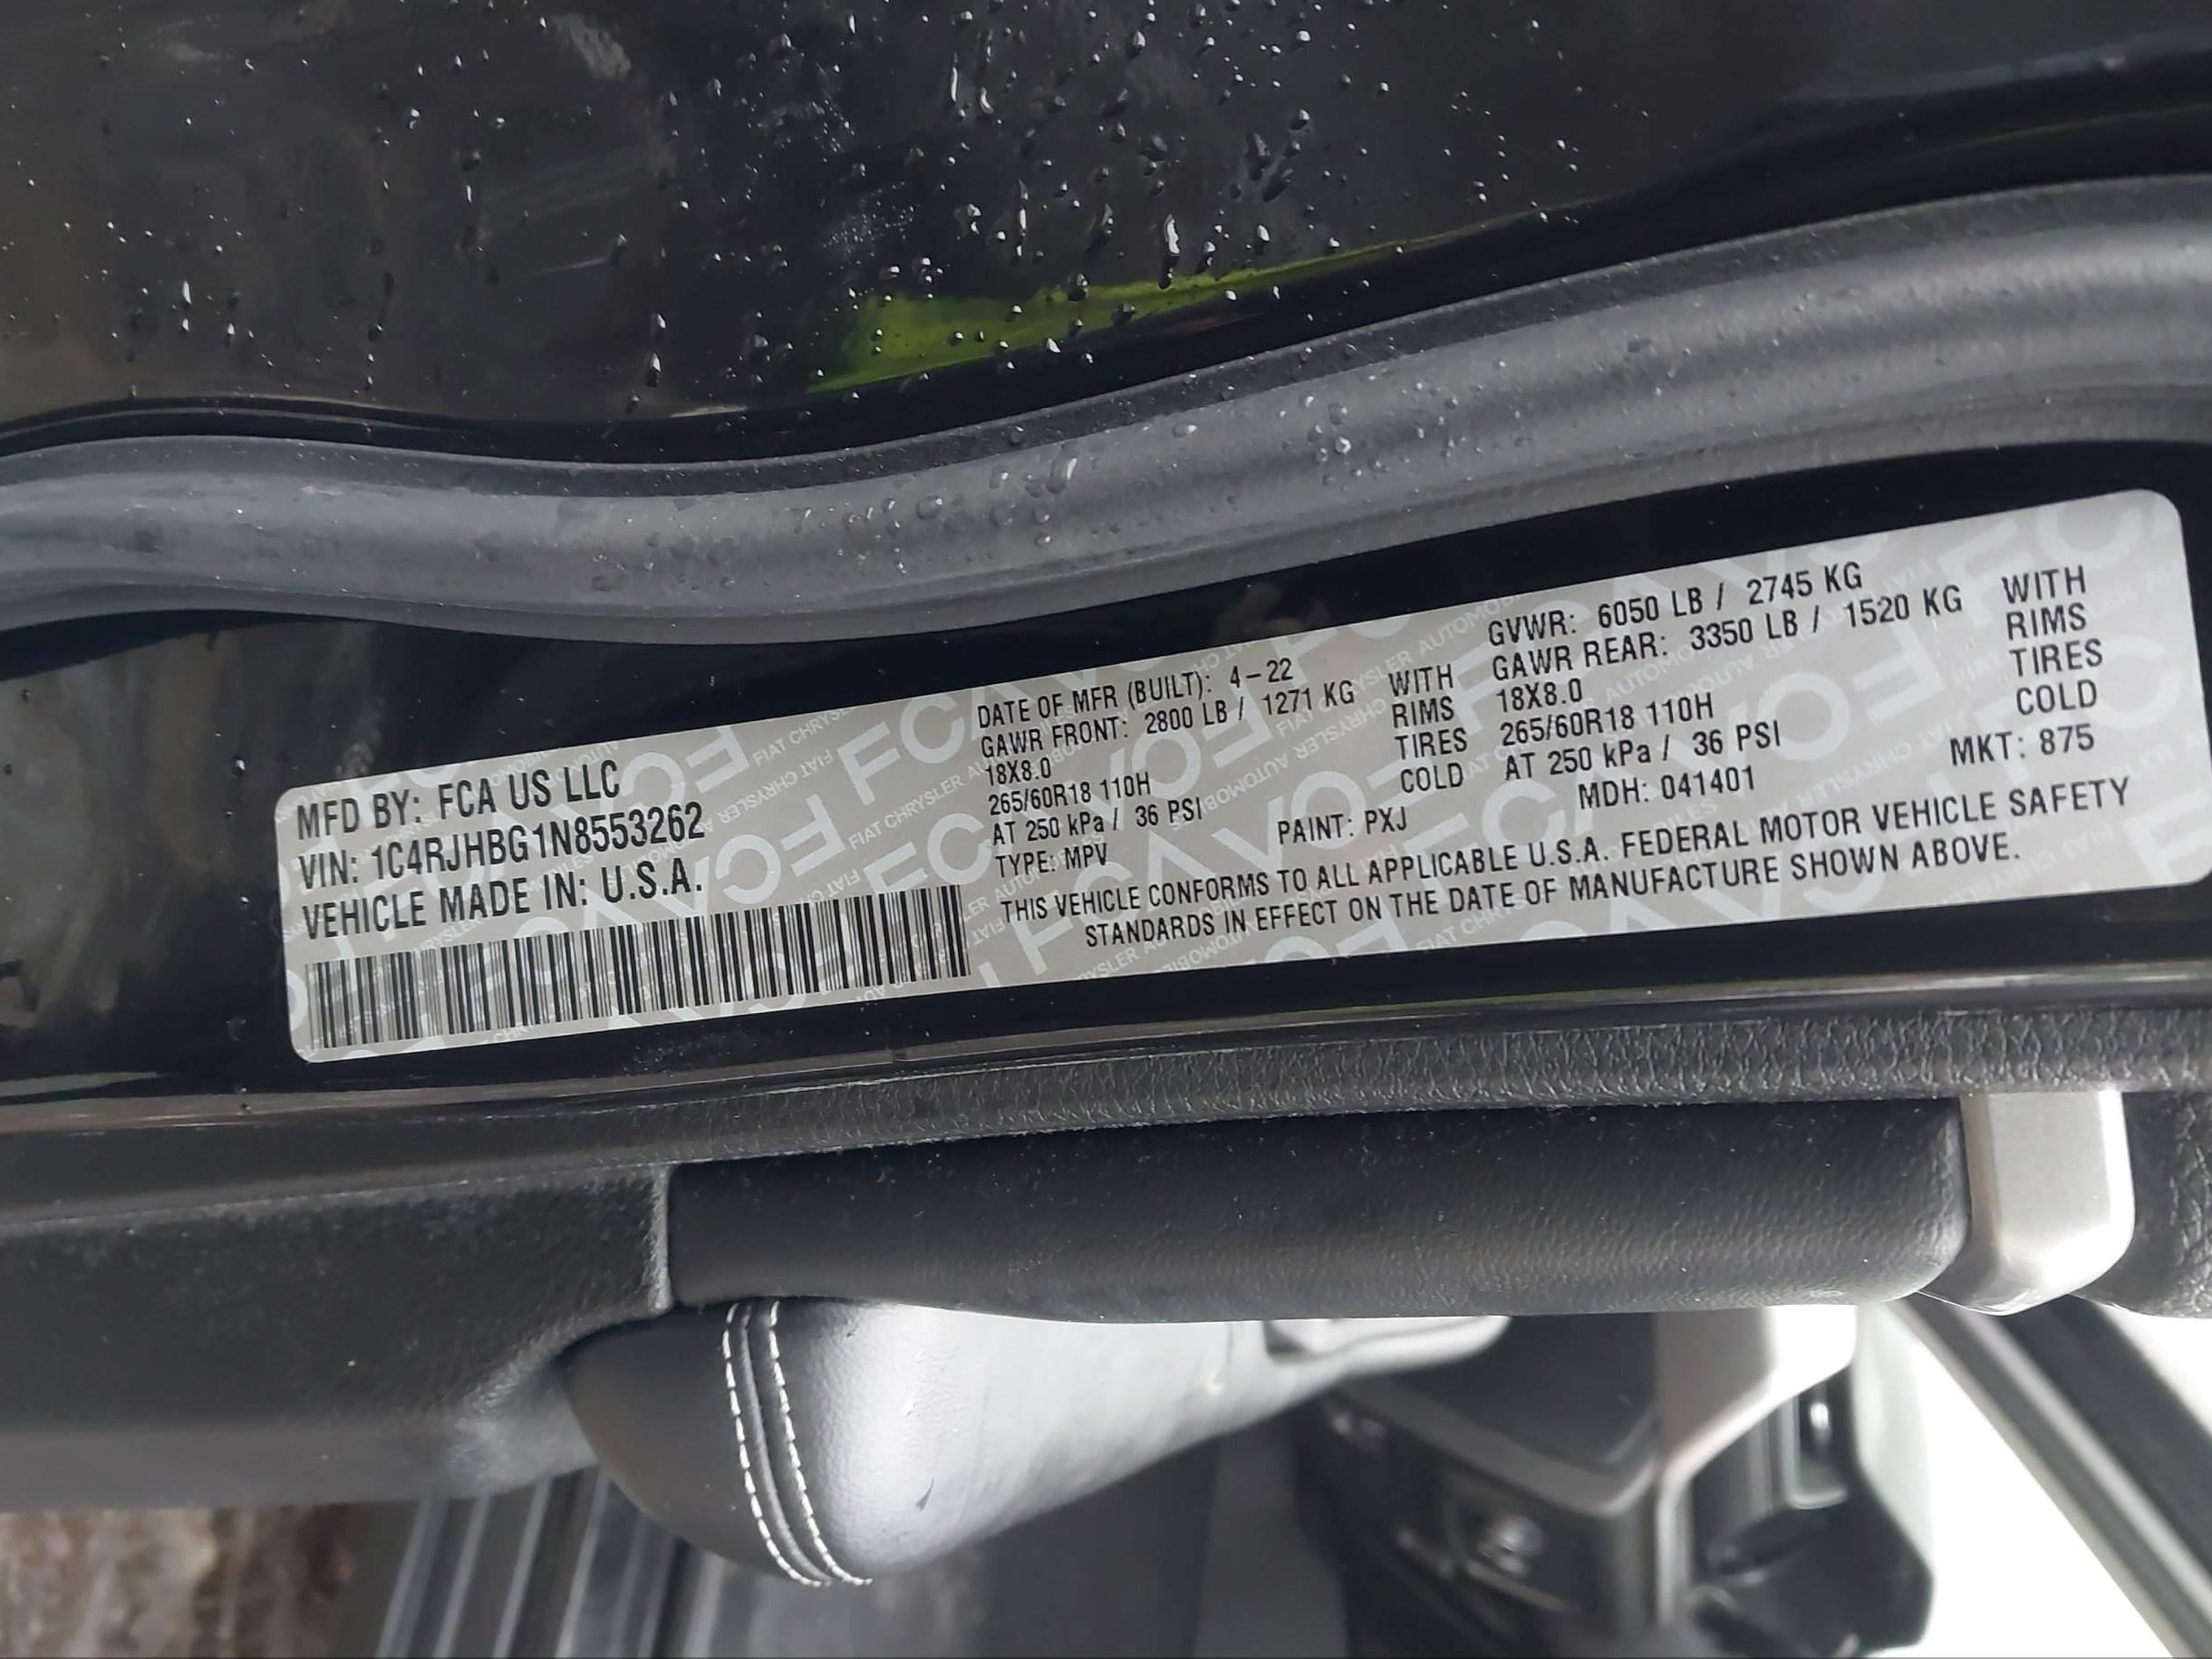 MFD BY: FCA US LLC
VIN: 1C4RJHBG1N8553262
VEHICLE MADE IN: U.S.A.
DATE OF MFR (BUILT): 4-22
GVWR: 6050 LB / 2745 KG
GAWR FRONT: 2800 LB / 1271 KG WITH
GAWR REAR: 3350 LB / 1520 KG WITH
18X8.0 RIMS
18X8.0 RIMS
265/60R18 110H TIRES
265/60R18 110H TIRES
AT 250 kPa / 36 PSI COLD
AT 250 kPa / 36 PSI COLD
TYPE: MPV PAINT: PXJ MDH: 041401 MKT: 875
THIS VEHICLE CONFORMS TO ALL APPLICABLE U.S.A. FEDERAL MOTOR VEHICLE SAFETY
STANDARDS IN EFFECT ON THE DATE OF MANUFACTURE SHOWN ABOVE.